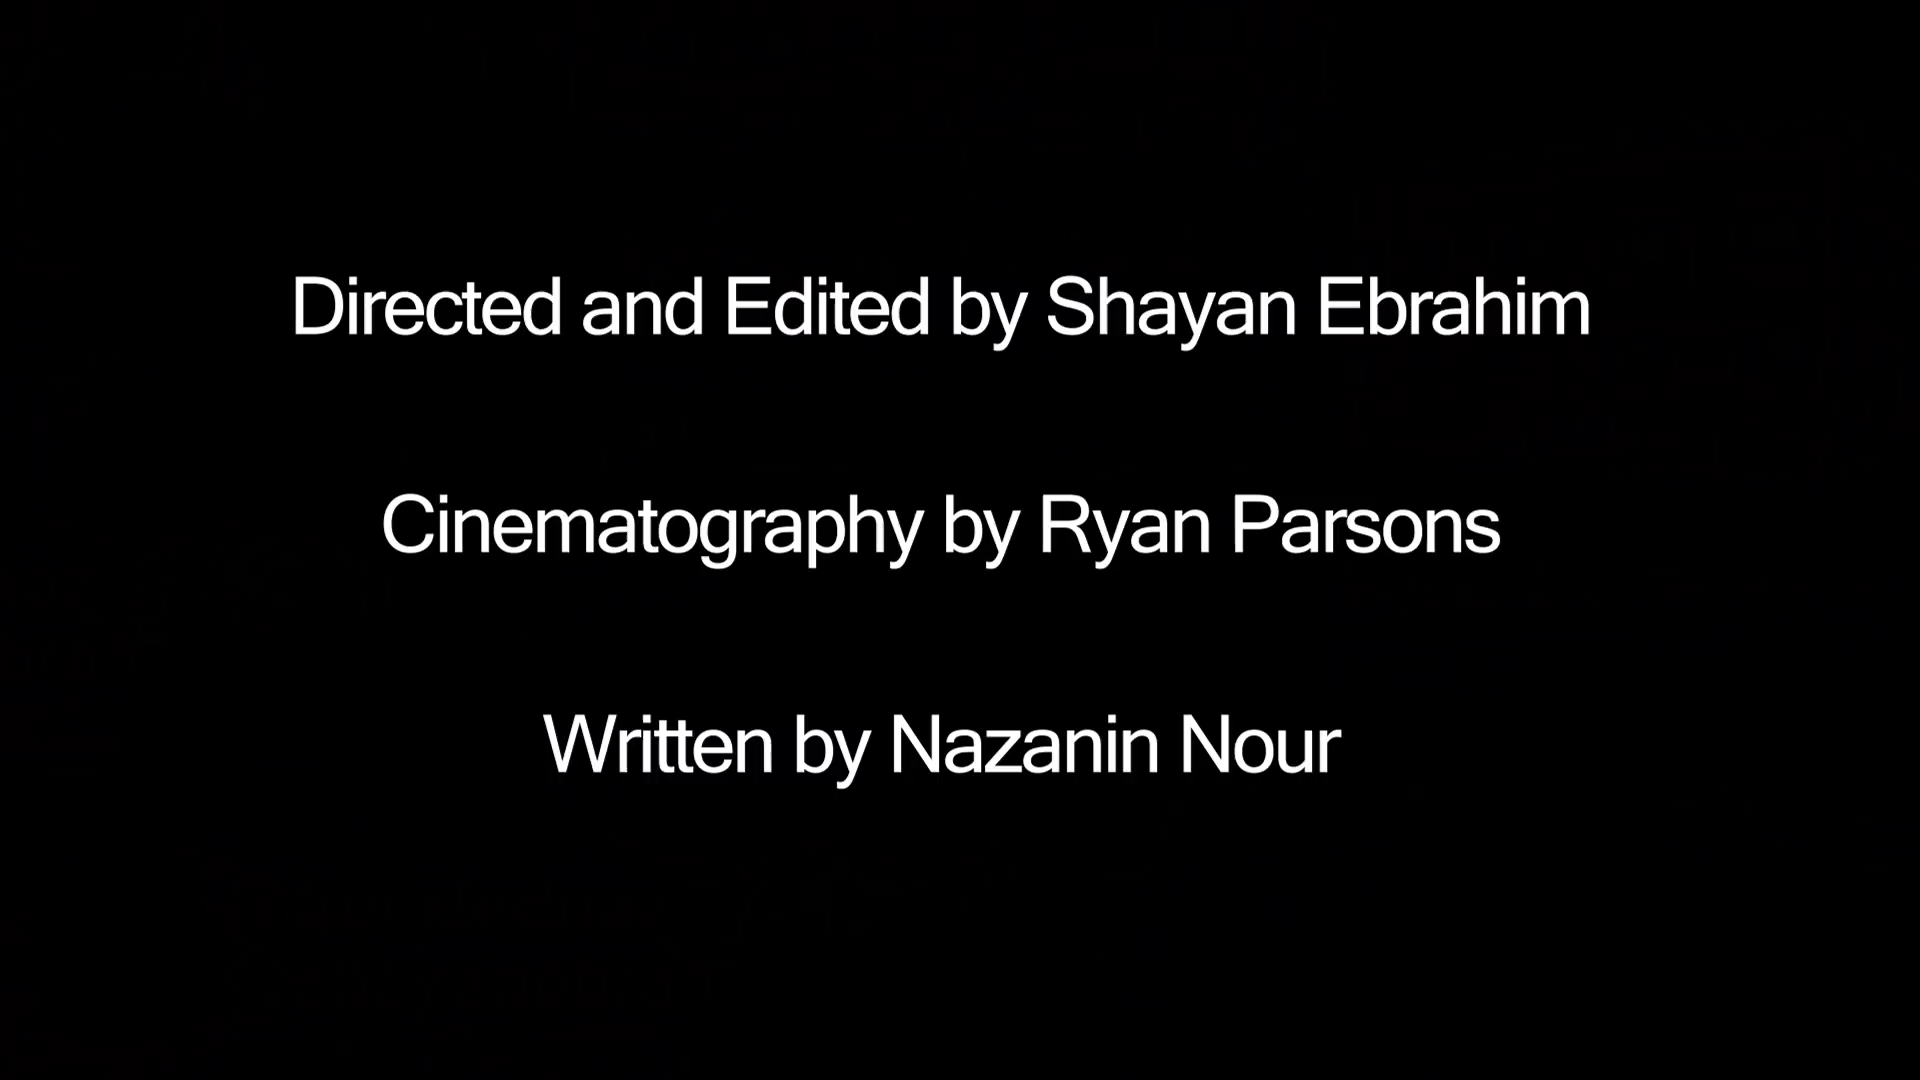 Directed and Edited by Shayan Ebrahim
Cinematography by Ryan Parsons
Written by Nazanin Nour